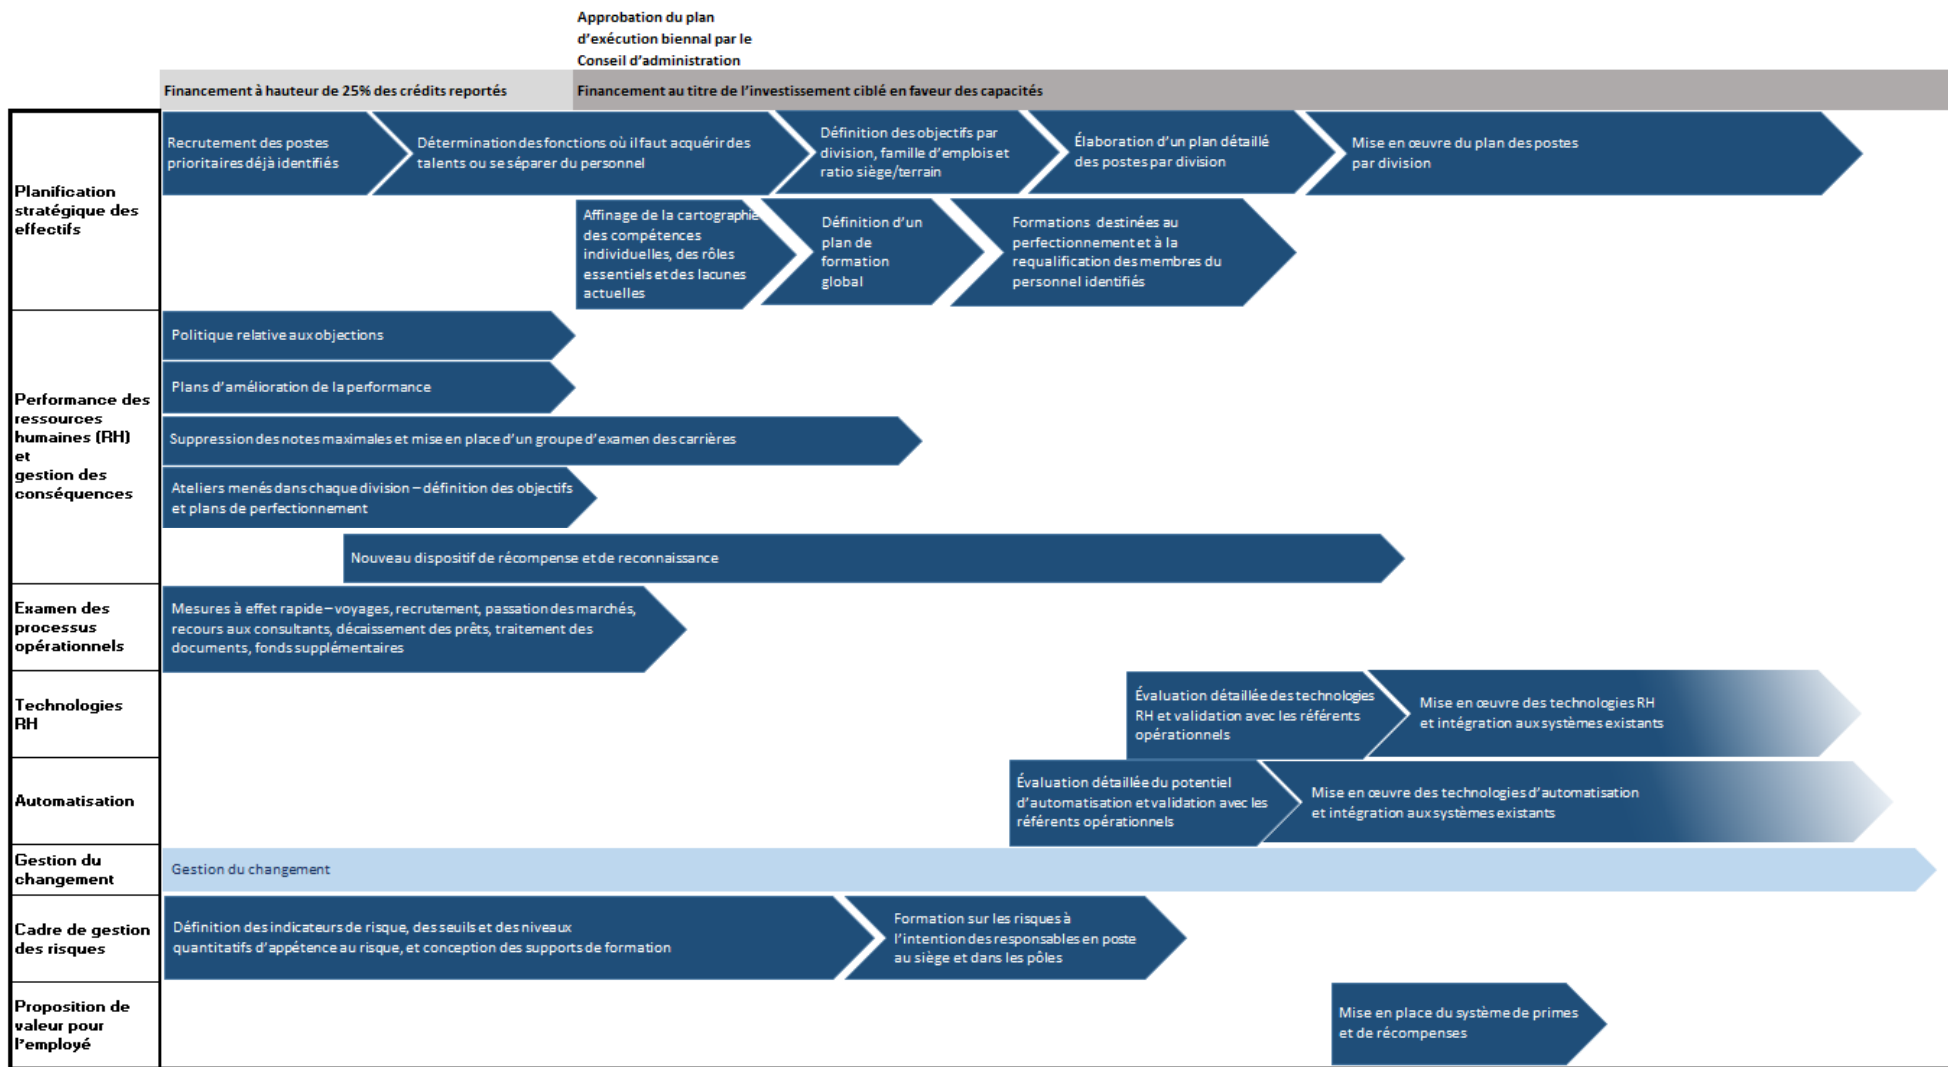 Approbation du plan
d’exécution biennal par le
Conseil d’administration
Financement à hauteur de 25% des crédits reportés
Financement au titre de l’investissement ciblé en faveur des capacités
Planification
stratégique des
effectifs
Recrutement des postes
prioritaires déjà identifiés
Détermination des fonctions où il faut acquérir des
talents ou se séparer du personnel
Définition des objectifs par
division, famille d’emplois et
ratio siège/terrain
Élaboration d’un plan détaillé
des postes par division
Mise en œuvre du plan des postes
par division
Affinage de la cartographie
des compétences
individuelles, des rôles
essentiels et des lacunes
actuelles
Définition d’un
plan de
formation
global
Formations destinées au
perfectionnement et à la
requalification des membres du
personnel identifiés
Performance des
ressources
humaines (RH)
et
gestion des
conséquences
Politique relative aux objections
Plans d’amélioration de la performance
Suppression des notes maximales et mise en place d’un groupe d’examen des carrières
Ateliers menés dans chaque division – définition des objectifs
et plans de perfectionnement
Nouveau dispositif de récompense et de reconnaissance
Examen des
processus
opérationnels
Mesures à effet rapide – voyages, recrutement, passation des marchés,
recours aux consultants, décaissement des prêts, traitement des
documents, fonds supplémentaires
Technologies
RH
Évaluation détaillée des technologies
RH et validation avec les référents
opérationnels
Mise en œuvre des technologies RH
et intégration aux systèmes existants
Automatisation
Évaluation détaillée du potentiel
d’automatisation et validation avec les
référents opérationnels
Mise en œuvre des technologies d’automatisation
et intégration aux systèmes existants
Gestion du
changement
Gestion du changement
Cadre de gestion
des risques
Définition des indicateurs de risque, des seuils et des niveaux
quantitatifs d’appétence au risque, et conception des supports de formation
Formation sur les risques à
l’intention des responsables en poste
au siège et dans les pôles
Proposition de
valeur pour
l’employé
Mise en place du système de primes
et de récompenses